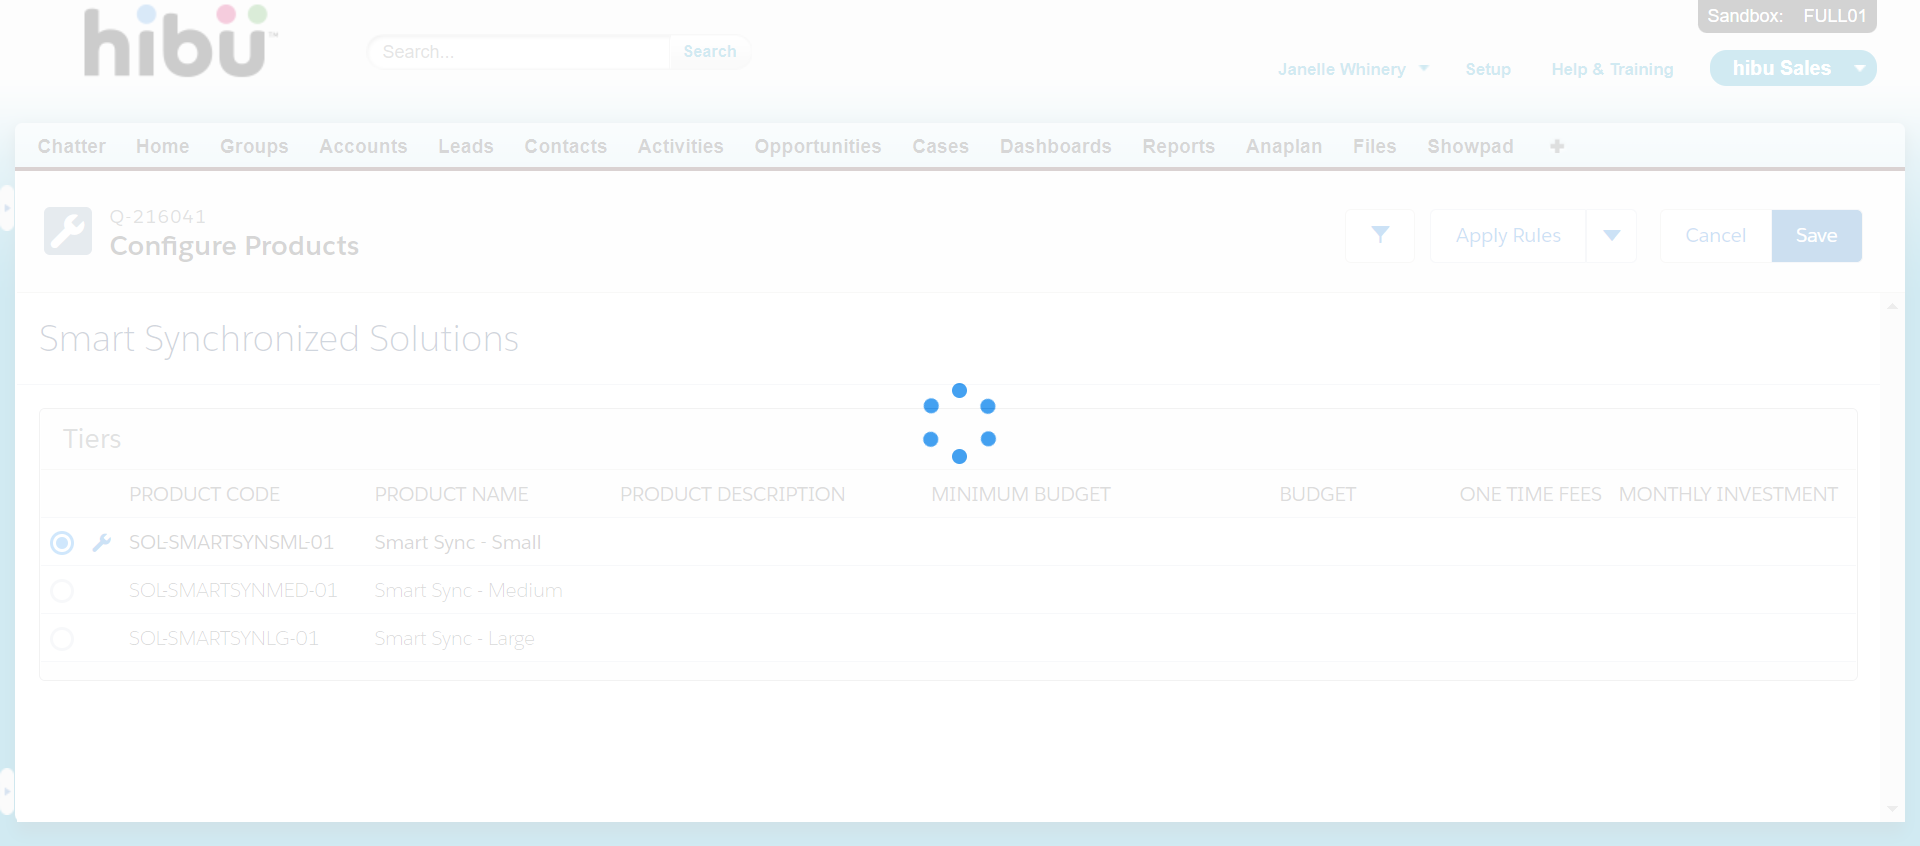 hibu™
Search...
Search
Sandbox: FULL01
Janelle Whinery
Setup
Help & Training
hibu Sales
Chatter Home Groups Accounts Leads Contacts Activities Opportunities Cases Dashboards Reports Anaplan Files Showpad
Q-216041
Configure Products
Apply Rules
Cancel
Save
Smart Synchronized Solutions
Tiers
PRODUCT CODE PRODUCT NAME PRODUCT DESCRIPTION MINIMUM BUDGET BUDGET ONE TIME FEES MONTHLY INVESTMENT
SOL-SMARTSYNSML-01 Smart Sync - Small
SOL-SMARTSYNMED-01 Smart Sync - Medium
SOL-SMARTSYNLG-01 Smart Sync - Large